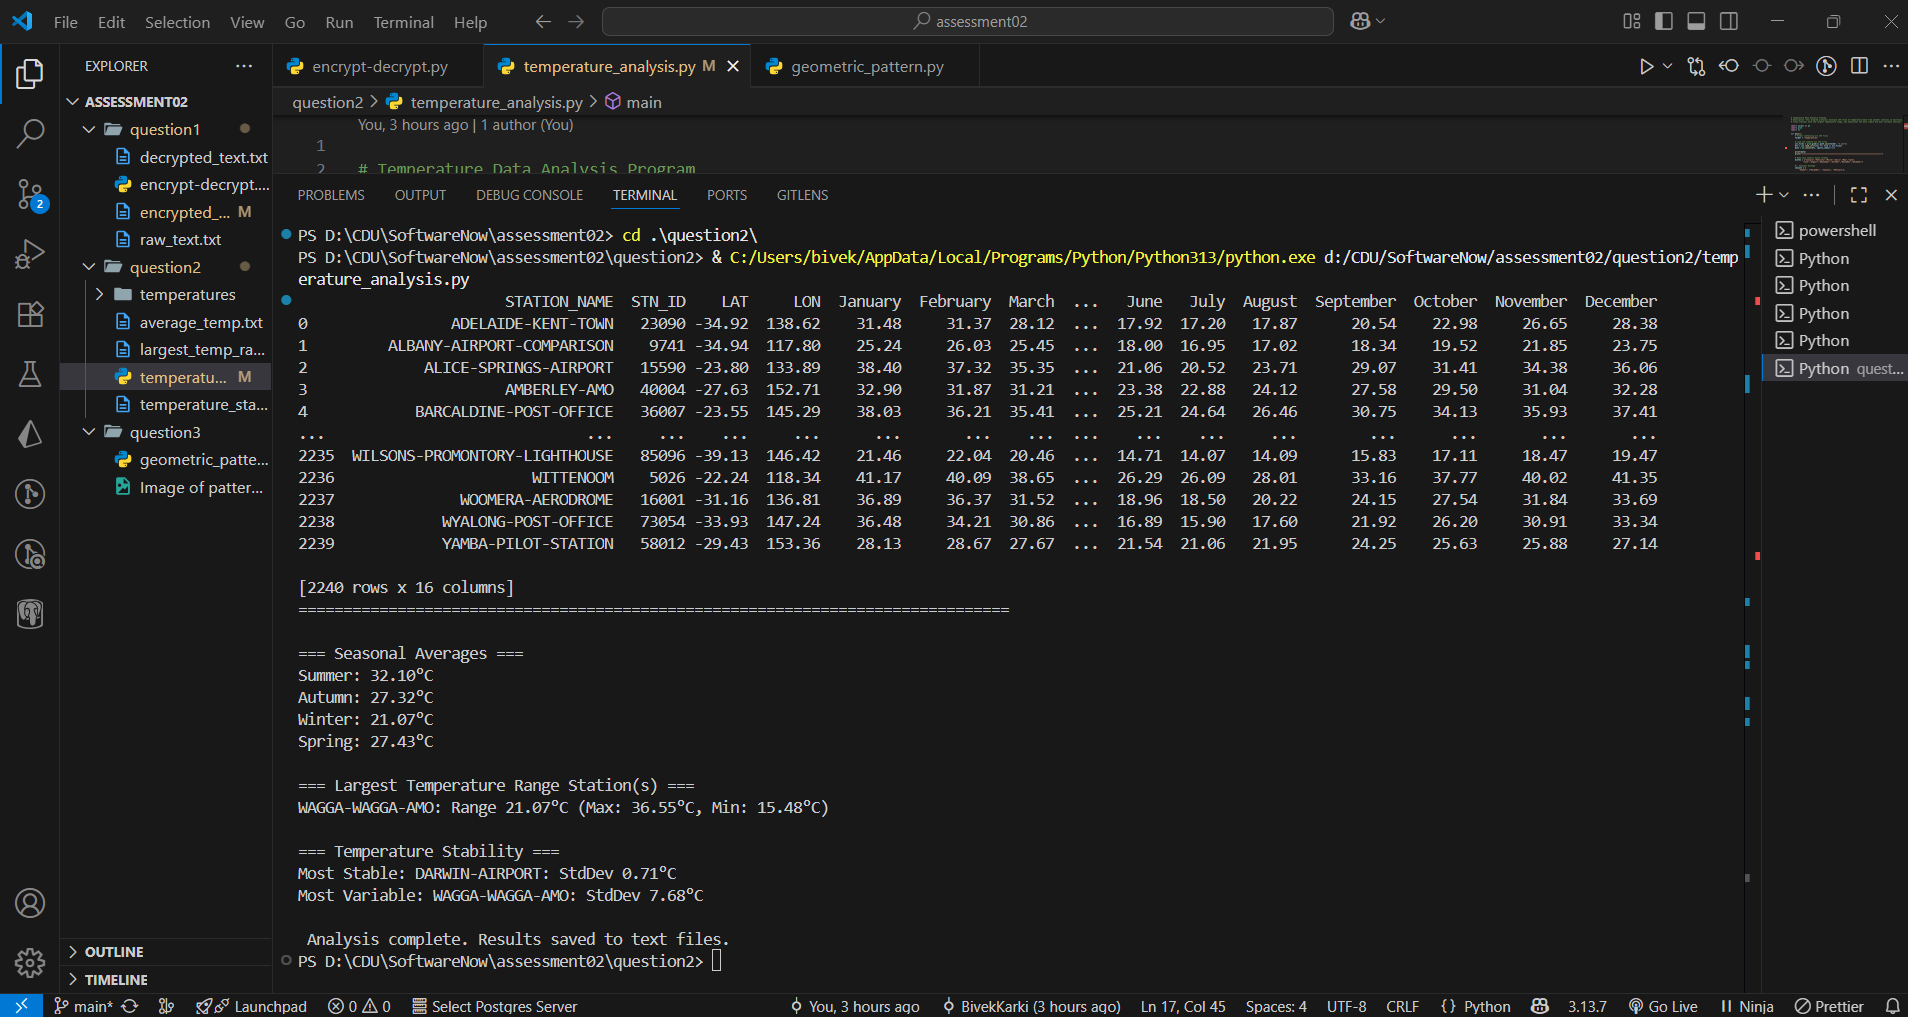 File Edit Selection View Go Run Terminal Help
assessment02
EXPLORER
ASSESSMENT02
question1
decrypted_text.txt
encrypt-decrypt....
encrypted_... M
raw_text.txt
question2
temperatures
average_temp.txt
largest_temp_ra...
temperatu... M
temperature_sta...
question3
geometric_patte...
Image of patter...
OUTLINE
TIMELINE
2
encrypt-decrypt.py
temperature_analysis.py M
geometric_pattern.py
question2 > temperature_analysis.py > main
You, 3 hours ago | 1 author (You)
1
2 # Temperature Data Analysis Program
PROBLEMS OUTPUT DEBUG CONSOLE TERMINAL PORTS GITLENS
PS D:\CDU\SoftwareNow\assessment02> cd .\question2\
PS D:\CDU\SoftwareNow\assessment02\question2> & C:/Users/bivek/AppData/Local/Programs/Python/Python313/python.exe d:/CDU/SoftwareNow/assessment02/question2/temp
erature_analysis.py
STATION_NAME STN_ID LAT LON January February March ... June July August September October November December
0 ADELAIDE-KENT-TOWN 23090 -34.92 138.62 31.48 31.37 28.12 ... 17.92 17.20 17.87 20.54 22.98 26.65 28.38
1 ALBANY-AIRPORT-COMPARISON 9741 -34.94 117.80 25.24 26.03 25.45 ... 18.00 16.95 17.02 18.34 19.52 21.85 23.75
2 ALICE-SPRINGS-AIRPORT 15590 -23.80 133.89 38.40 37.32 35.35 ... 21.06 20.52 23.71 29.07 31.41 34.38 36.06
3 AMBERLEY-AMO 40004 -27.63 152.71 32.90 31.87 31.21 ... 23.38 22.88 24.12 27.58 29.50 31.04 32.28
4 BARCALDINE-POST-OFFICE 36007 -23.55 145.29 38.03 36.21 35.41 ... 25.21 24.64 26.46 30.75 34.13 35.93 37.41
... ... ... ... ... ... ... ... ... ... ... ... ... ... ... ...
2235 WILSONS-PROMONTORY-LIGHTHOUSE 85096 -39.13 146.42 21.46 22.04 20.46 ... 14.71 14.07 14.09 15.83 17.11 18.47 19.47
2236 WITTENOOM 5026 -22.24 118.34 41.17 40.09 38.65 ... 26.29 26.09 28.01 33.16 37.77 40.02 41.35
2237 WOOMERA-AERODROME 16001 -31.16 136.81 36.89 36.37 31.52 ... 18.96 18.50 20.22 24.15 27.54 31.84 33.69
2238 WYALONG-POST-OFFICE 73054 -33.93 147.24 36.48 34.21 30.86 ... 16.89 15.90 17.60 21.92 26.20 30.91 33.34
2239 YAMBA-PILOT-STATION 58012 -29.43 153.36 28.13 28.67 27.67 ... 21.54 21.06 21.95 24.25 25.63 25.88 27.14
[2240 rows x 16 columns]
===============================================================================
=== Seasonal Averages ===
Summer: 32.10°C
Autumn: 27.32°C
Winter: 21.07°C
Spring: 27.43°C
=== Largest Temperature Range Station(s) ===
WAGGA-WAGGA-AMO: Range 21.07°C (Max: 36.55°C, Min: 15.48°C)
=== Temperature Stability ===
Most Stable: DARWIN-AIRPORT: StdDev 0.71°C
Most Variable: WAGGA-WAGGA-AMO: StdDev 7.68°C
Analysis complete. Results saved to text files.
PS D:\CDU\SoftwareNow\assessment02\question2>
powershell
Python
Python
Python
Python
Python quest...
main* Launchpad 0 0 Select Postgres Server You, 3 hours ago BivekKarki (3 hours ago) Ln 17, Col 45 Spaces: 4 UTF-8 CRLF {} Python 3.13.7 Go Live Ninja Prettier